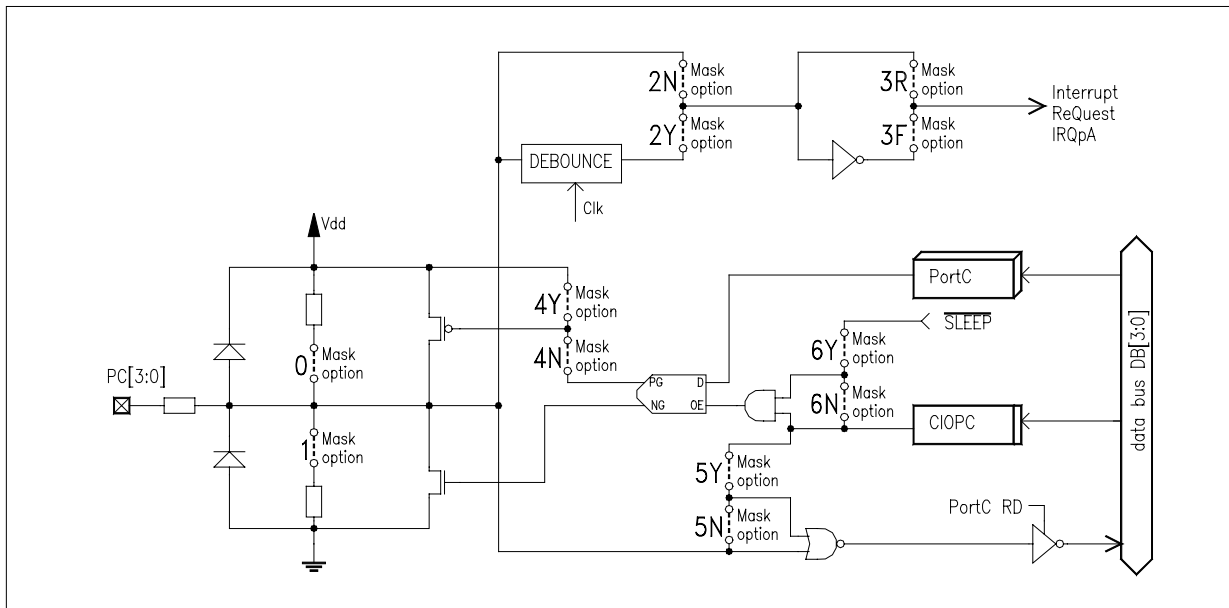 2N
Mask
option
2Y
Mask
option
3R
Mask
option
3F
Mask
option
Interrupt
ReQuest
IRQpA
DEBOUNCE
Clk
Vdd
4Y
Mask
option
4N
Mask
option
0
Mask
option
1
Mask
option
PC[3:0]
PG
D
NG
OE
PortC
SLEEP
6Y
Mask
option
6N
Mask
option
CIOPC
5Y
Mask
option
5N
Mask
option
PortC RD
data bus DB[3:0]